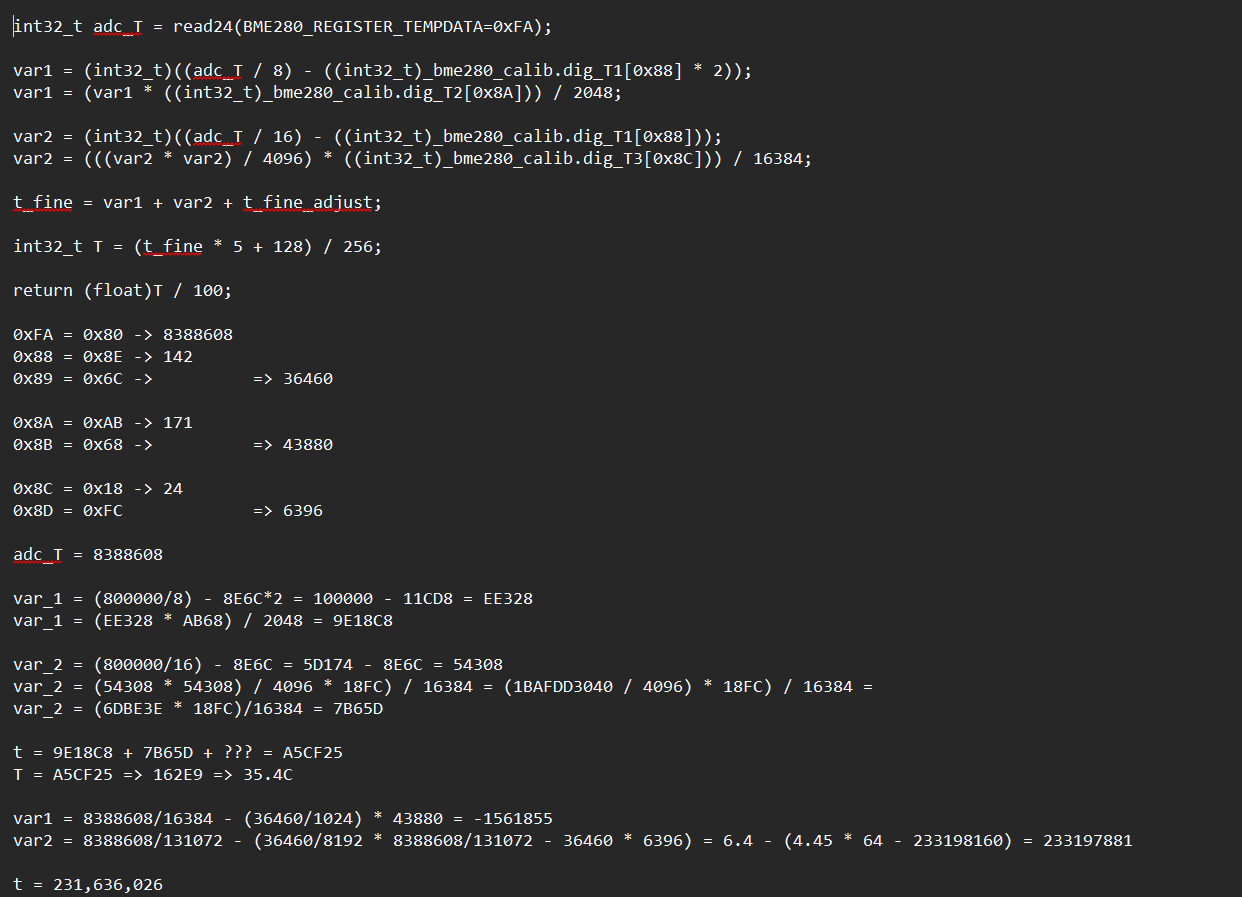 int32_t adc_T = read24(BME280_REGISTER_TEMPDATA=0xFA);
var1 = (int32_t)((adc_T / 8) - ((int32_t)_bme280_calib.dig_T1[0x88] * 2));
var1 = (var1 * ((int32_t)_bme280_calib.dig_T2[0x8A])) / 2048;
var2 = (int32_t)((adc_T / 16) - ((int32_t)_bme280_calib.dig_T1[0x88]));
var2 = (((var2 * var2) / 4096) * ((int32_t)_bme280_calib.dig_T3[0x8C])) / 16384;
t_fine = var1 + var2 + t_fine_adjust;
int32_t T = (t_fine * 5 + 128) / 256;
return (float)T / 100;
0xFA = 0x80 -> 8388608
0x88 = 0x8E -> 142
0x89 = 0x6C ->          => 36460
0x8A = 0xAB -> 171
0x8B = 0x68 ->          => 43880
0x8C = 0x18 -> 24
0x8D = 0xFC             => 6396
adc_T = 8388608
var_1 = (800000/8) - 8E6C*2 = 100000 - 11CD8 = EE328
var_1 = (EE328 * AB68) / 2048 = 9E18C8
var_2 = (800000/16) - 8E6C = 5D174 - 8E6C = 54308
var_2 = (54308 * 54308) / 4096 * 18FC) / 16384 = (1BAFDD3040 / 4096) * 18FC) / 16384 =
var_2 = (6DBE3E * 18FC)/16384 = 7B65D
t = 9E18C8 + 7B65D + ??? = A5CF25
T = A5CF25 => 162E9 => 35.4C
var1 = 8388608/16384 - (36460/1024) * 43880 = -1561855
var2 = 8388608/131072 - (36460/8192 * 8388608/131072 - 36460 * 6396) = 6.4 - (4.45 * 64 - 233198160) = 233197881
t = 231,636,026